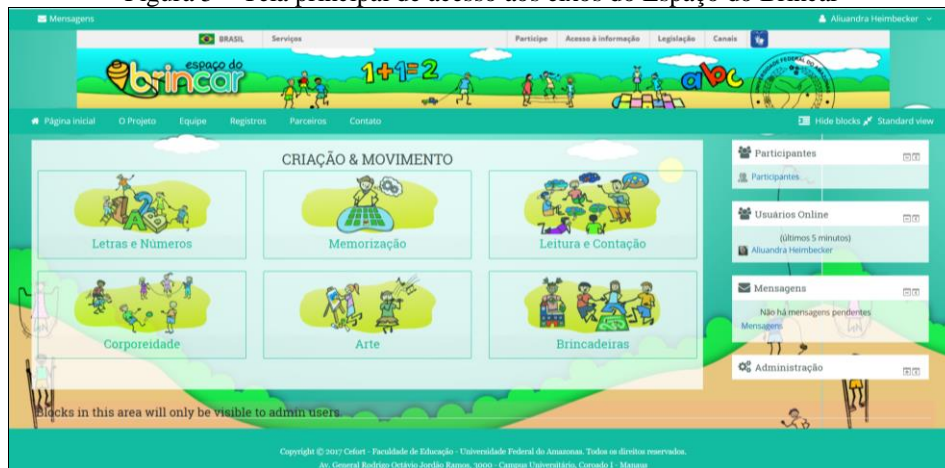 Figura 3 – Tela principal de acesso aos eixos do Espaço do Brincar
Mensagens
Aliuandra Heimbecker
BRASIL Serviços Participe Acesso à informação Legislação Canais
espaço do
brincar
1+1=2
abc
UNIVERSIDADE FEDERAL DO AMAZONAS
Página inicial O Projeto Equipe Registros Parceiros Contato Hide blocks Standard view
CRIAÇÃO & MOVIMENTO
Letras e Números
Memorização
Leitura e Contação
Corporeidade
Arte
Brincadeiras
Participantes
Participantes
Usuários Online
(últimos 5 minutos)
Aliuandra Heimbecker
Mensagens
Não há mensagens pendentes
Mensagens
Administração
Blocks in this area will only be visible to admin users.
Copyright © 2017 Cefort - Faculdade de Educação - Universidade Federal do Amazonas. Todos os direitos reservados.
Av. General Rodrigo Octávio Jordão Ramos, 3000 - Campus Universitário, Coroado I - Manaus